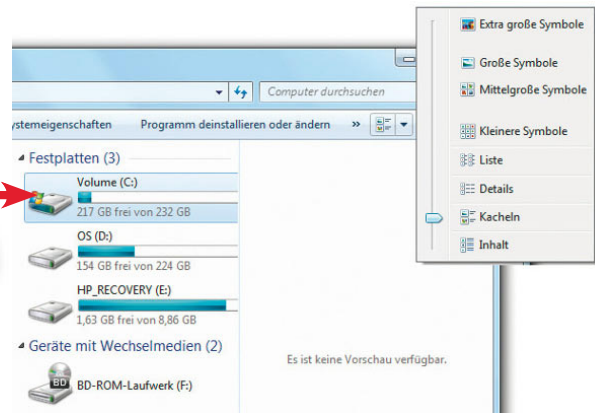 Computer durchsuchen
Programm deinstallieren oder ändern »
Festplatten (3)
Volume (C:)
217 GB frei von 232 GB
OS (D:)
154 GB frei von 224 GB
HP_RECOVERY (E:)
1,63 GB frei von 8,86 GB
Geräte mit Wechselmedien (2)
BD
BD-ROM-Laufwerk (F:)
Es ist keine Vorschau verfügbar.
Extra große Symbole
Große Symbole
Mittelgroße Symbole
Kleinere Symbole
Liste
Details
Kacheln
Inhalt